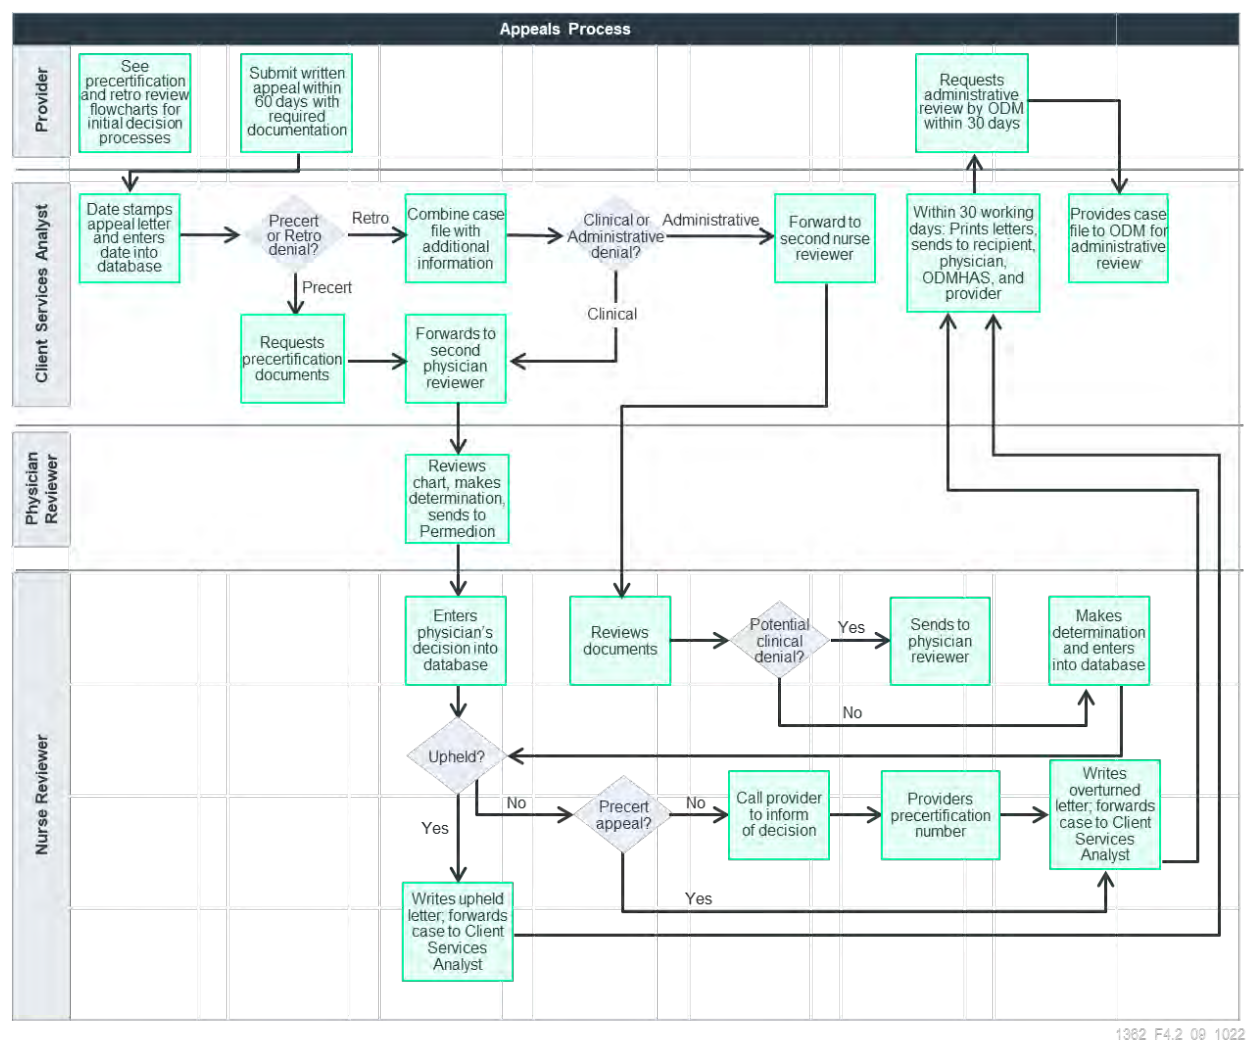 Appeals Process
Provider
See
precertification
and retro review
flowcharts for
initial decision
processes
Submit written
appeal within
60 days with
required
documentation
Requests
administrative
review by ODM
within 30 days
Client Services Analyst
Date stamps
appeal letter
and enters
date into
database
Precert
or Retro
denial?
Retro
Precert
Combine case
file with
additional
information
Clinical or
Administrative
denial?
Administrative
Clinical
Forward to
second nurse
reviewer
Within 30 working
days: Prints letters,
sends to recipient,
physician,
ODMHAS, and
provider
Provides case
file to ODM for
administrative
review
Requests
precertification
documents
Forwards to
second
physician
reviewer
Physician
Reviewer
Reviews
chart, makes
determination,
sends to
Permedion
Nurse Reviewer
Enters
physician's
decision into
database
Reviews
documents
Potential
clinical
denial?
Yes
No
Sends to
physician
reviewer
Makes
determination
and enters
into database
Upheld?
No
Yes
Precert
appeal?
No
Yes
Call provider
to inform
of decision
Providers
precertification
number
Writes
overturned
letter; forwards
case to Client
Services
Analyst
Writes upheld
letter; forwards
case to Client
Services
Analyst
1362_F4.2_09_1022